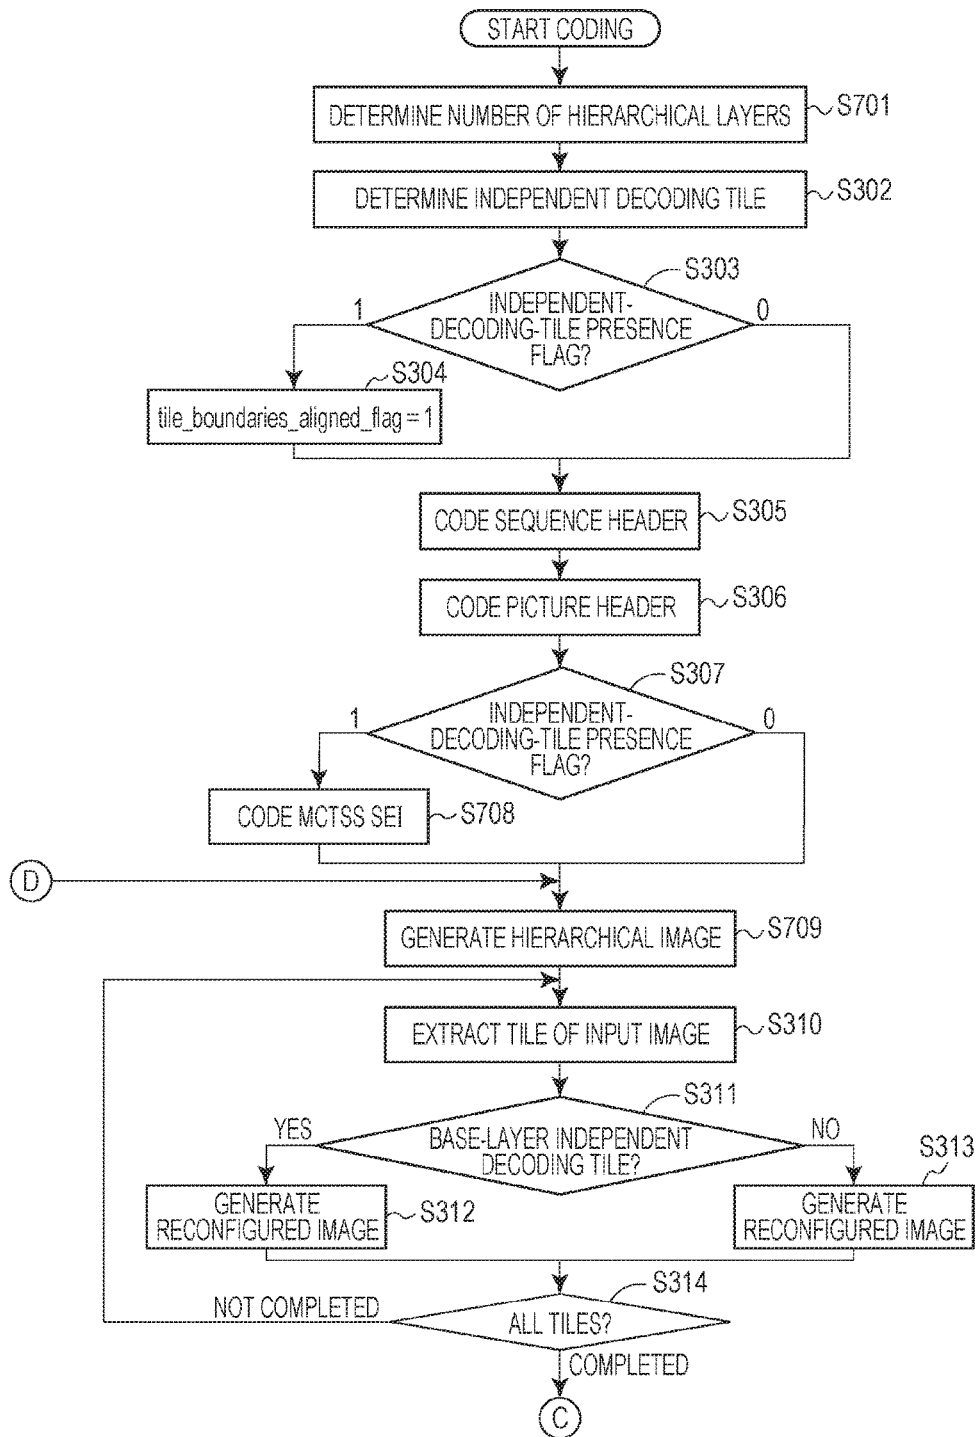 START CODING
DETERMINE NUMBER OF HIERARCHICAL LAYERS
S701
DETERMINE INDEPENDENT DECODING TILE
S302
S303
1
INDEPENDENT-
DECODING-TILE PRESENCE
FLAG?
0
S304
tile_boundaries_aligned_flag = 1
CODE SEQUENCE HEADER
S305
CODE PICTURE HEADER
S306
S307
1
INDEPENDENT-
DECODING-TILE PRESENCE
FLAG?
0
CODE MCTSS SEI
S708
D
GENERATE HIERARCHICAL IMAGE
S709
EXTRACT TILE OF INPUT IMAGE
S310
S311
YES
BASE-LAYER INDEPENDENT
DECODING TILE?
NO
S313
GENERATE
RECONFIGURED IMAGE
S312
GENERATE
RECONFIGURED IMAGE
S314
NOT COMPLETED
ALL TILES?
COMPLETED
C